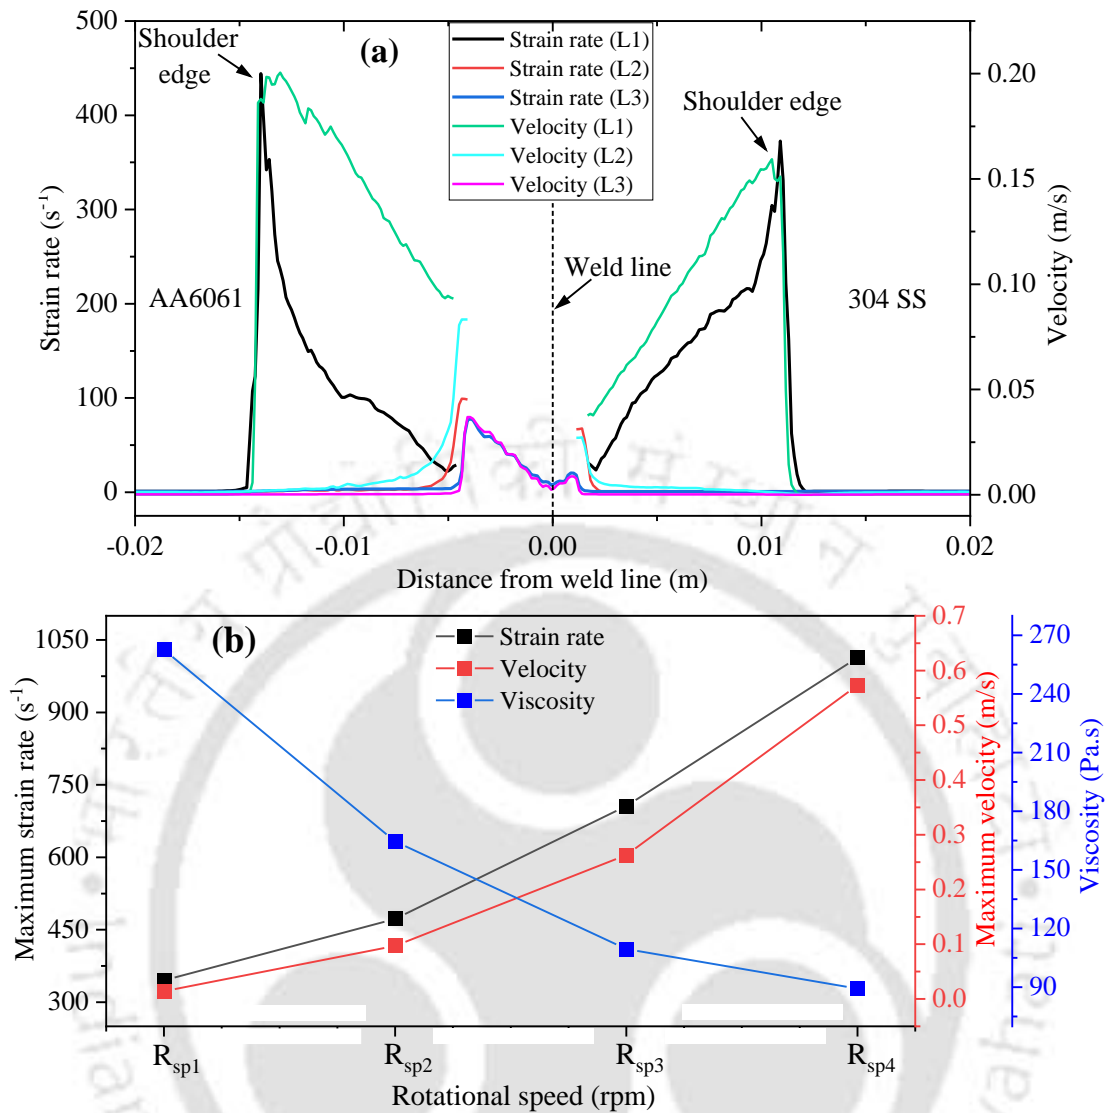 (a)
Strain rate (L1)
Strain rate (L2)
Strain rate (L3)
Velocity (L1)
Velocity (L2)
Velocity (L3)
Shoulder
edge
Shoulder edge
Weld line
AA6061
304 SS
500
400
300
200
100
0
Strain rate (s⁻¹)
0.20
0.15
0.10
0.05
0.00
Velocity (m/s)
-0.02 -0.01 0.00 0.01 0.02
Distance from weld line (m)
(b)
Strain rate
Velocity
Viscosity
1050
900
750
600
450
300
Maximum strain rate (s⁻¹)
0.7
0.6
0.5
0.4
0.3
0.2
0.1
0.0
Maximum velocity (m/s)
270
240
210
180
150
120
90
Viscosity (Pa.s)
Rsp1 Rsp2 Rsp3 Rsp4
Rotational speed (rpm)